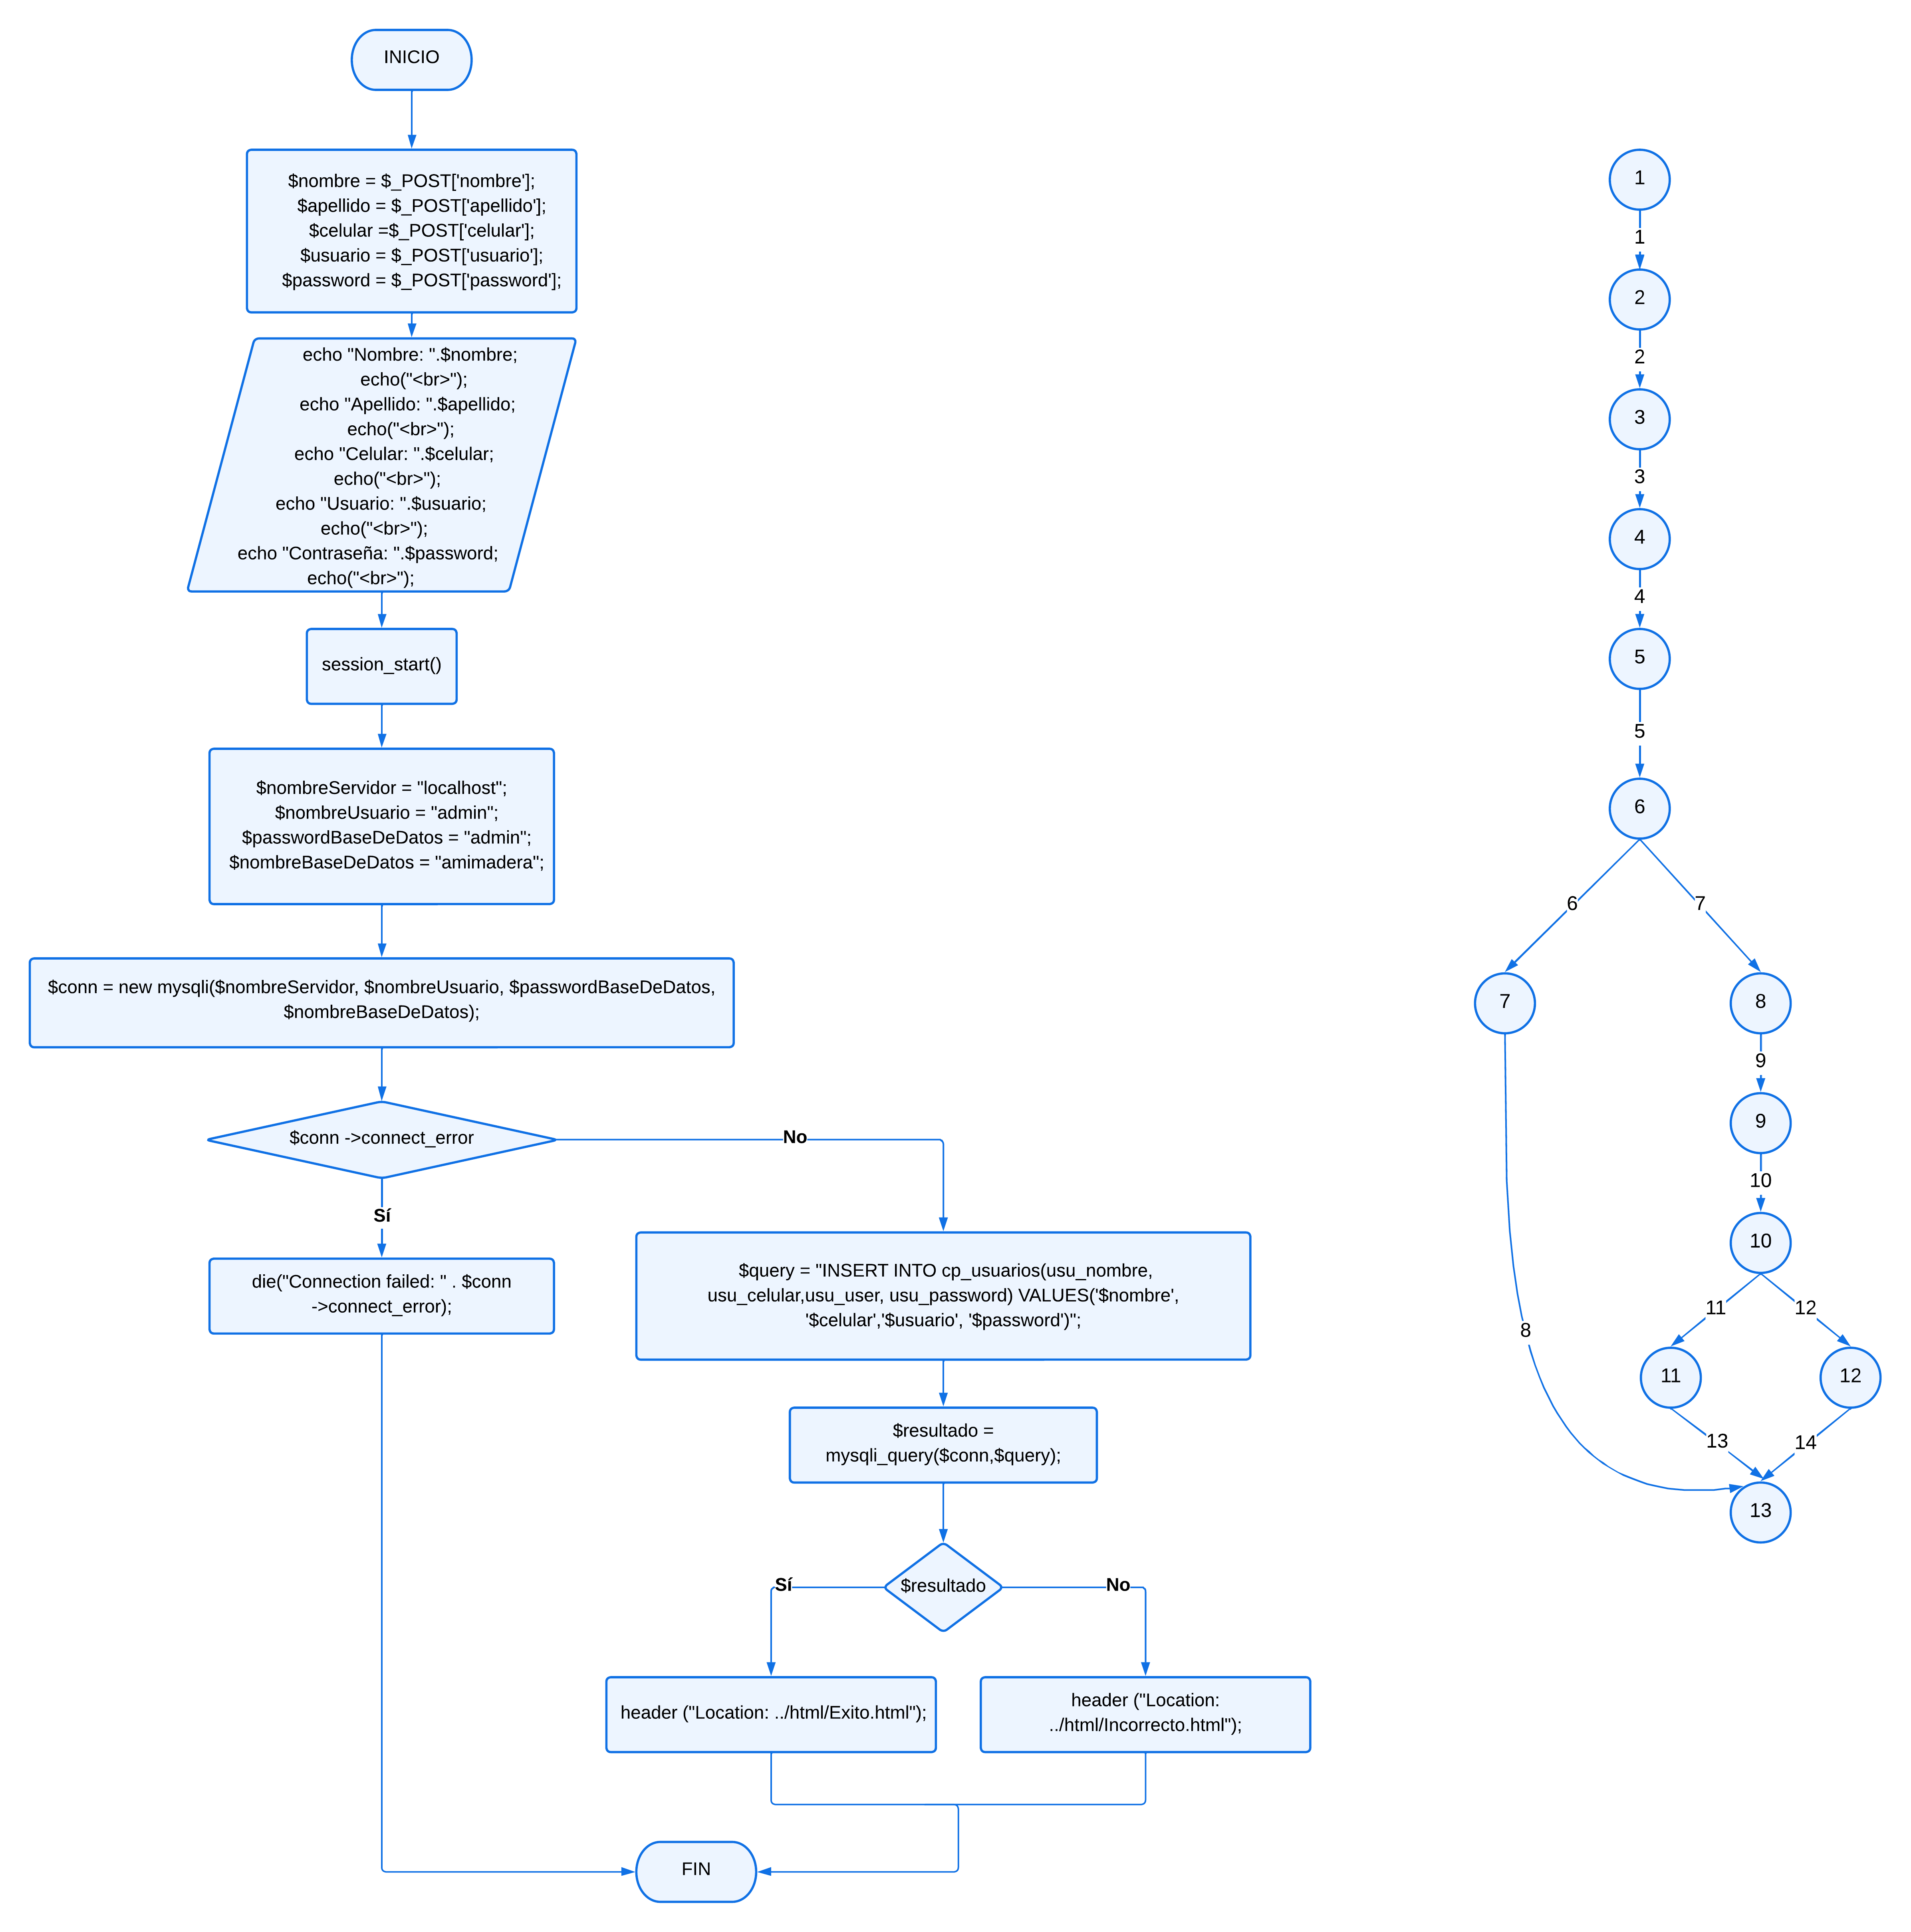 INICIO
$nombre = $_POST['nombre'];
$apellido = $_POST['apellido'];
$celular =$_POST['celular'];
$usuario = $_POST['usuario'];
$password = $_POST['password'];
echo "Nombre: ".$nombre;
echo("<br>");
echo "Apellido: ".$apellido;
echo("<br>");
echo "Celular: ".$celular;
echo("<br>");
echo "Usuario: ".$usuario;
echo("<br>");
echo "Contraseña: ".$password;
echo("<br>");
session_start()
$nombreServidor = "localhost";
$nombreUsuario = "admin";
$passwordBaseDeDatos = "admin";
$nombreBaseDeDatos = "amimadera";
$conn = new mysqli($nombreServidor, $nombreUsuario, $passwordBaseDeDatos,
$nombreBaseDeDatos);
$conn ->connect_error
No
Sí
die("Connection failed: " . $conn
->connect_error);
$query = "INSERT INTO cp_usuarios(usu_nombre,
usu_celular,usu_user, usu_password) VALUES('$nombre',
'$celular','$usuario', '$password')";
$resultado =
mysqli_query($conn,$query);
$resultado
Sí
No
header ("Location: ../html/Exito.html");
header ("Location:
../html/Incorrecto.html");
FIN
1
1
2
2
3
3
4
4
5
5
6
6
7
7
8
9
9
10
10
11
12
8
11
12
13
14
13